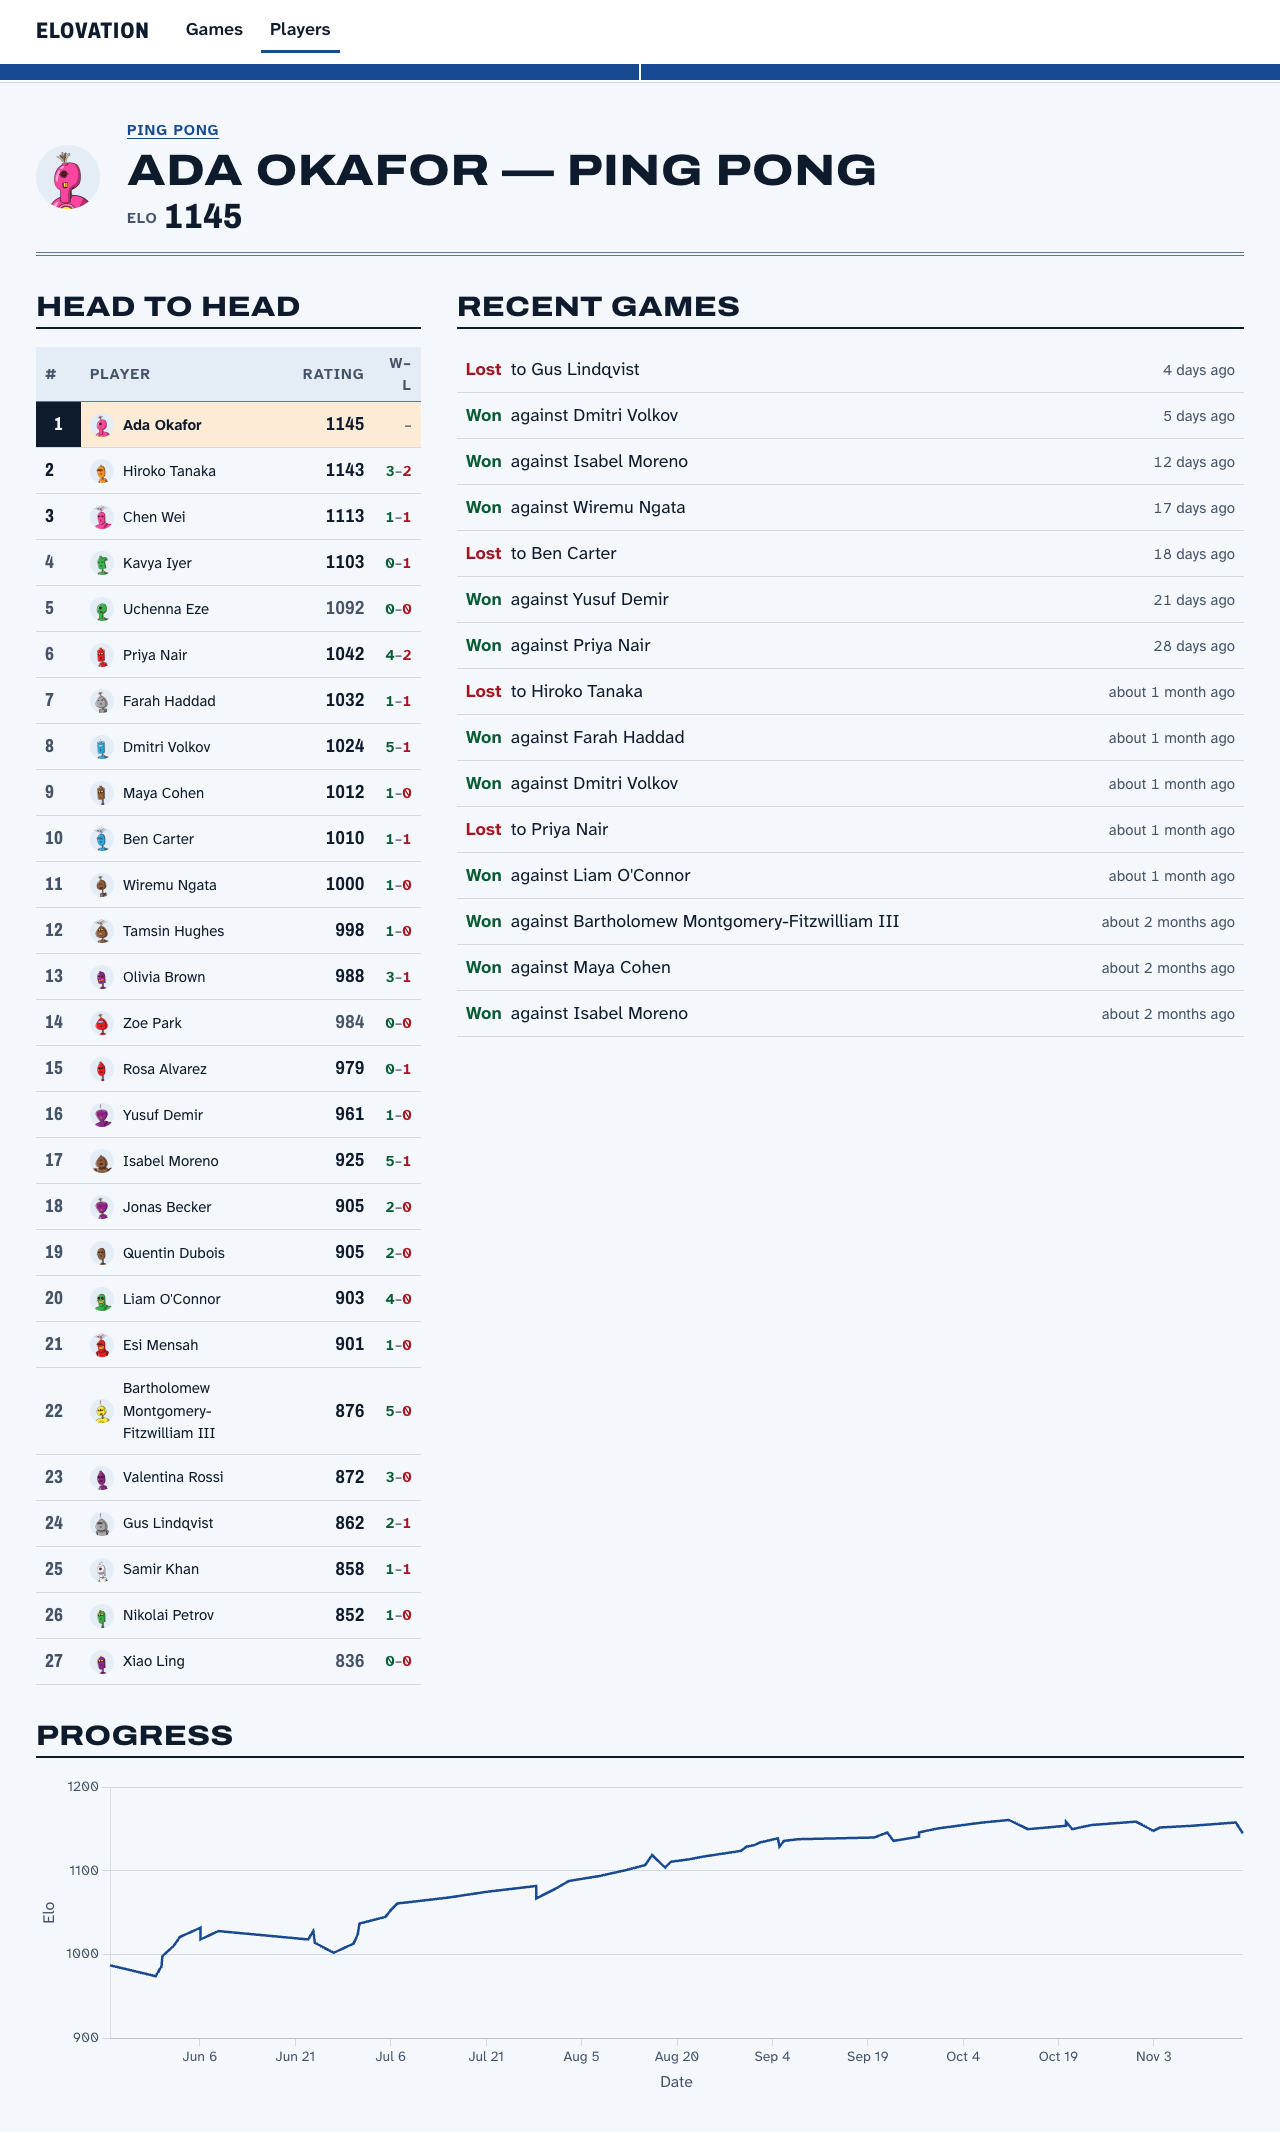 ELOVATION Games Players
PING PONG
ADA OKAFOR — PING PONG
ELO 1145
HEAD TO HEAD
# PLAYER RATING W–
L
1 Ada Okafor 1145 –
2 Hiroko Tanaka 1143 3–2
3 Chen Wei 1113 1–1
4 Kavya Iyer 1103 0–1
5 Uchenna Eze 1092 0–0
6 Priya Nair 1042 4–2
7 Farah Haddad 1032 1–1
8 Dmitri Volkov 1024 5–1
9 Maya Cohen 1012 1–0
10 Ben Carter 1010 1–1
11 Wiremu Ngata 1000 1–0
12 Tamsin Hughes 998 1–0
13 Olivia Brown 988 3–1
14 Zoe Park 984 0–0
15 Rosa Alvarez 979 0–1
16 Yusuf Demir 961 1–0
17 Isabel Moreno 925 5–1
18 Jonas Becker 905 2–0
19 Quentin Dubois 905 2–0
20 Liam O'Connor 903 4–0
21 Esi Mensah 901 1–0
22 Bartholomew
Montgomery-
Fitzwilliam III 876 5–0
23 Valentina Rossi 872 3–0
24 Gus Lindqvist 862 2–1
25 Samir Khan 858 1–1
26 Nikolai Petrov 852 1–0
27 Xiao Ling 836 0–0
RECENT GAMES
Lost to Gus Lindqvist 4 days ago
Won against Dmitri Volkov 5 days ago
Won against Isabel Moreno 12 days ago
Won against Wiremu Ngata 17 days ago
Lost to Ben Carter 18 days ago
Won against Yusuf Demir 21 days ago
Won against Priya Nair 28 days ago
Lost to Hiroko Tanaka about 1 month ago
Won against Farah Haddad about 1 month ago
Won against Dmitri Volkov about 1 month ago
Lost to Priya Nair about 1 month ago
Won against Liam O'Connor about 1 month ago
Won against Bartholomew Montgomery-Fitzwilliam III about 2 months ago
Won against Maya Cohen about 2 months ago
Won against Isabel Moreno about 2 months ago
PROGRESS
1200
1100
Elo
1000
900
Jun 6 Jun 21 Jul 6 Jul 21 Aug 5 Aug 20 Sep 4 Sep 19 Oct 4 Oct 19 Nov 3
Date